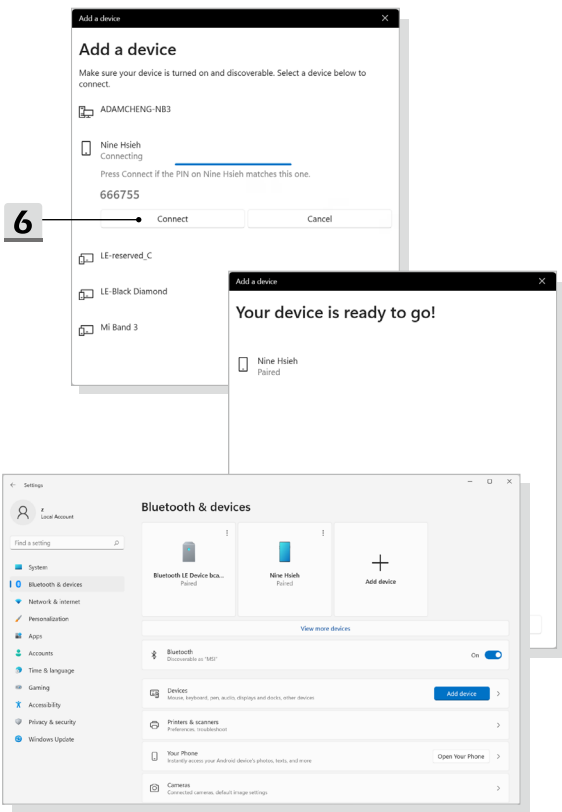 Add a device
Add a device
Make sure your device is turned on and discoverable. Select a device below to
connect.
ADAMCHENG-NB3
Nine Hsieh
Connecting
Press Connect if the PIN on Nine Hsieh matches this one.
666755
Connect
Cancel
6
LE-reserved_C
LE-Black Diamond
Mi Band 3
Add a device
Your device is ready to go!
Nine Hsieh
Paired
Settings
Local Account
Find a setting
System
Bluetooth & devices
Network & internet
Personalization
Apps
Accounts
Time & language
Gaming
Accessibility
Privacy & security
Windows Update
Bluetooth & devices
Bluetooth LE Device bca...
Paired
Nine Hsieh
Paired
Add device
View more devices
Bluetooth
Discoverable as "MSI"
On
Devices
Mouse, keyboard, pen, audio, displays and docks, other devices
Add device
Printers & scanners
Preferences, troubleshoot
Your Phone
Instantly access your Android device's photos, texts, and more
Open Your Phone
Cameras
Connected cameras, default image settings